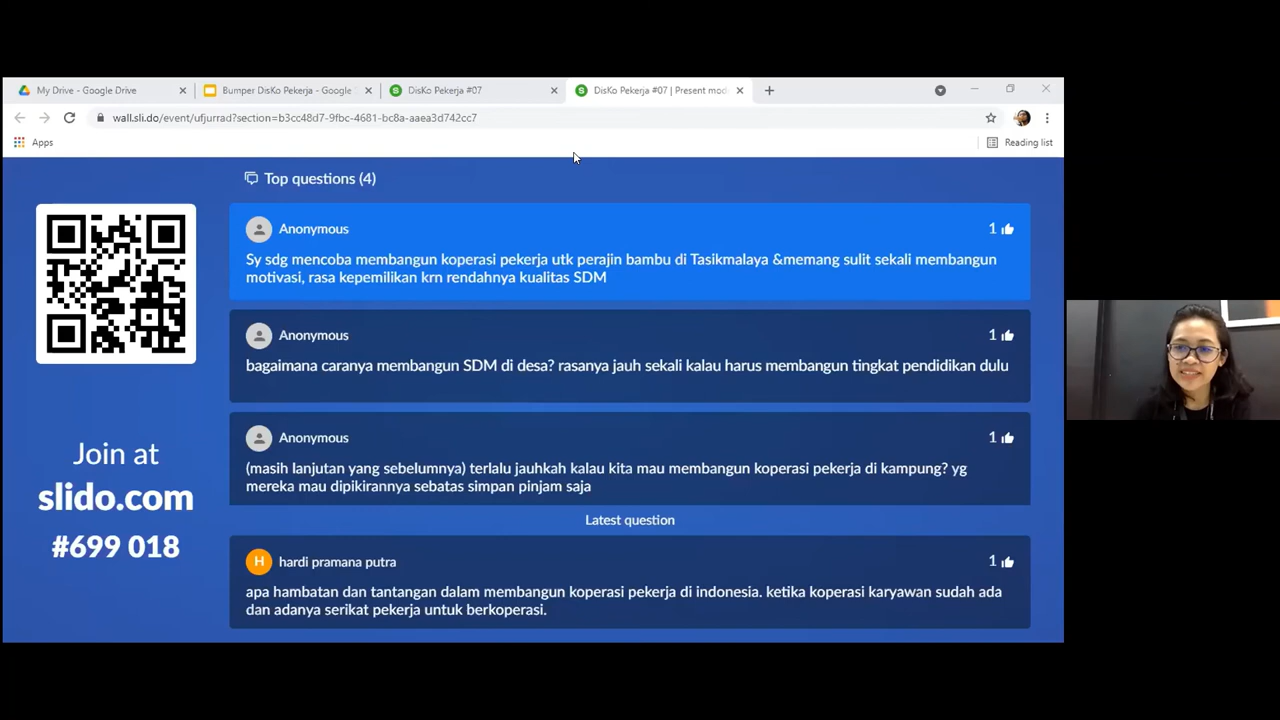 My Drive - Google Drive
Bumper DisKo Pekerja - Google
DisKo Pekerja #07
DisKo Pekerja #07 | Present mod
wall.sli.do/event/ufjurrad?section=b3cc48d7-9fbc-4681-bc8a-aaea3d742cc7
Apps
Reading list
Top questions (4)
Anonymous
1
Sy sdg mencoba membangun koperasi pekerja utk perajin bambu di Tasikmalaya &memang sulit sekali membangun
motivasi, rasa kepemilikan krn rendahnya kualitas SDM
Anonymous
1
bagaimana caranya membangun SDM di desa? rasanya jauh sekali kalau harus membangun tingkat pendidikan dulu
Anonymous
1
(masih lanjutan yang sebelumnya) terlalu jauhkah kalau kita mau membangun koperasi pekerja di kampung? yg
mereka mau dipikirannya sebatas simpan pinjam saja
Latest question
H
hardi pramana putra
1
apa hambatan dan tantangan dalam membangun koperasi pekerja di indonesia. ketika koperasi karyawan sudah ada
dan adanya serikat pekerja untuk berkoperasi.
Join at
slido.com
#699 018